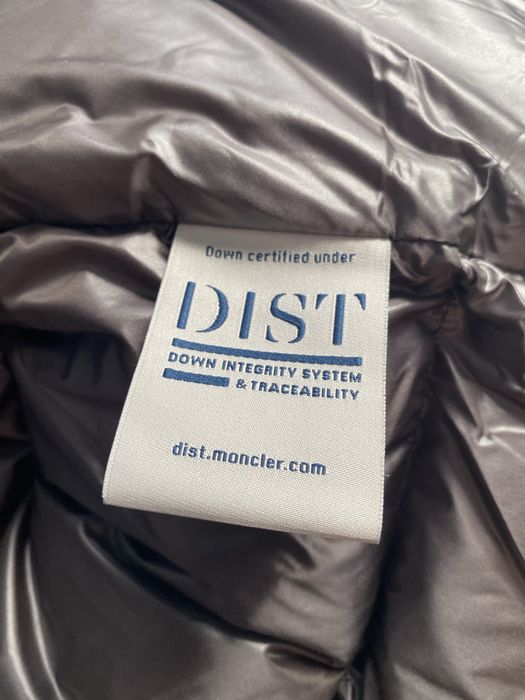 Down certified under
DIST
DOWN INTEGRITY SYSTEM
& TRACEABILITY
dist.moncler.com